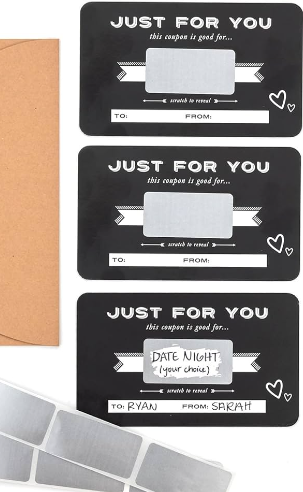 JUST FOR YOU
this coupon is good for...
scratch to reveal
TO: FROM:
JUST FOR YOU
this coupon is good for...
scratch to reveal
TO: FROM:
JUST FOR YOU
this coupon is good for...
DATE NIGHT
(your choice)
scratch to reveal
TO: RYAN FROM: SARAH